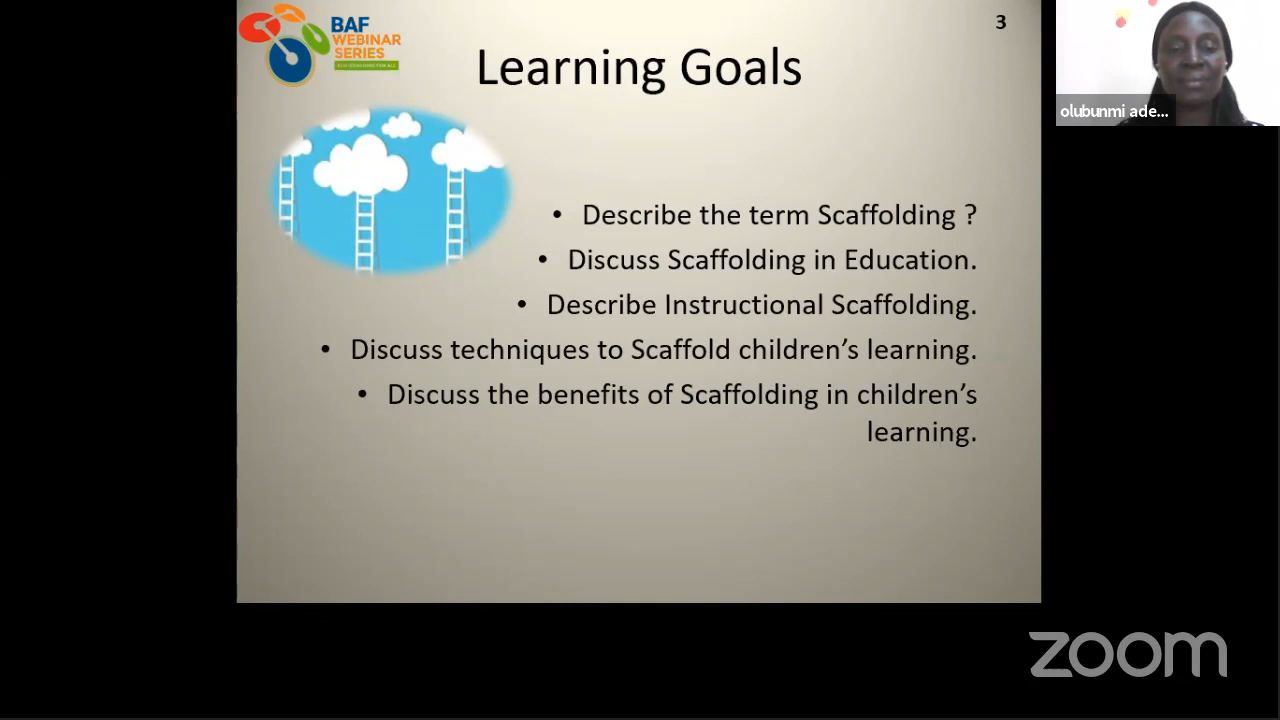 BAF
WEBINAR
SERIES
3
Learning Goals
• Describe the term Scaffolding ?
• Discuss Scaffolding in Education.
• Describe Instructional Scaffolding.
• Discuss techniques to Scaffold children’s learning.
• Discuss the benefits of Scaffolding in children’s
learning.
olubunmi ade...
zoom